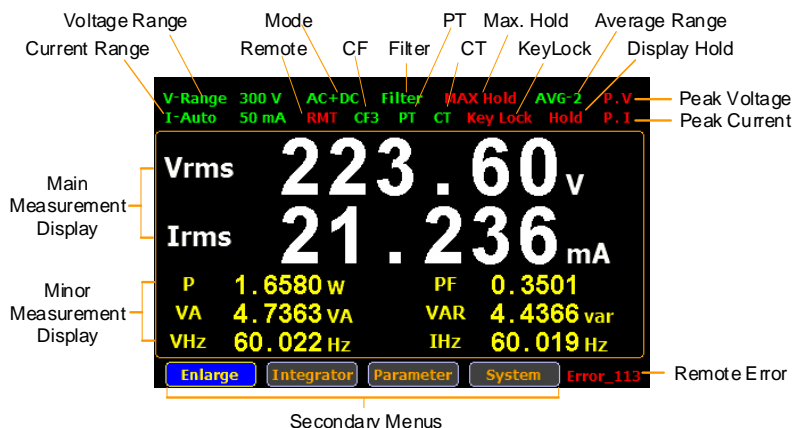 Voltage Range Mode PT Max. Hold Average Range
Current Range Remote CF Filter CT KeyLock Display Hold
V-Range 300 V AC+DC Filter MAX Hold AVG-2 P.V Peak Voltage
I-Auto 50 mA RMT CF3 PT CT Key Lock Hold P.I Peak Current
Main
Measurement
Display
Vrms 223.60 V
Irms 21.236 mA
Minor
Measurement
Display
P 1.6580 W PF 0.3501
VA 4.7363 VA VAR 4.4366 var
VHz 60.022 Hz IHz 60.019 Hz
Enlarge Integrator Parameter System Error_113 Remote Error
Secondary Menus